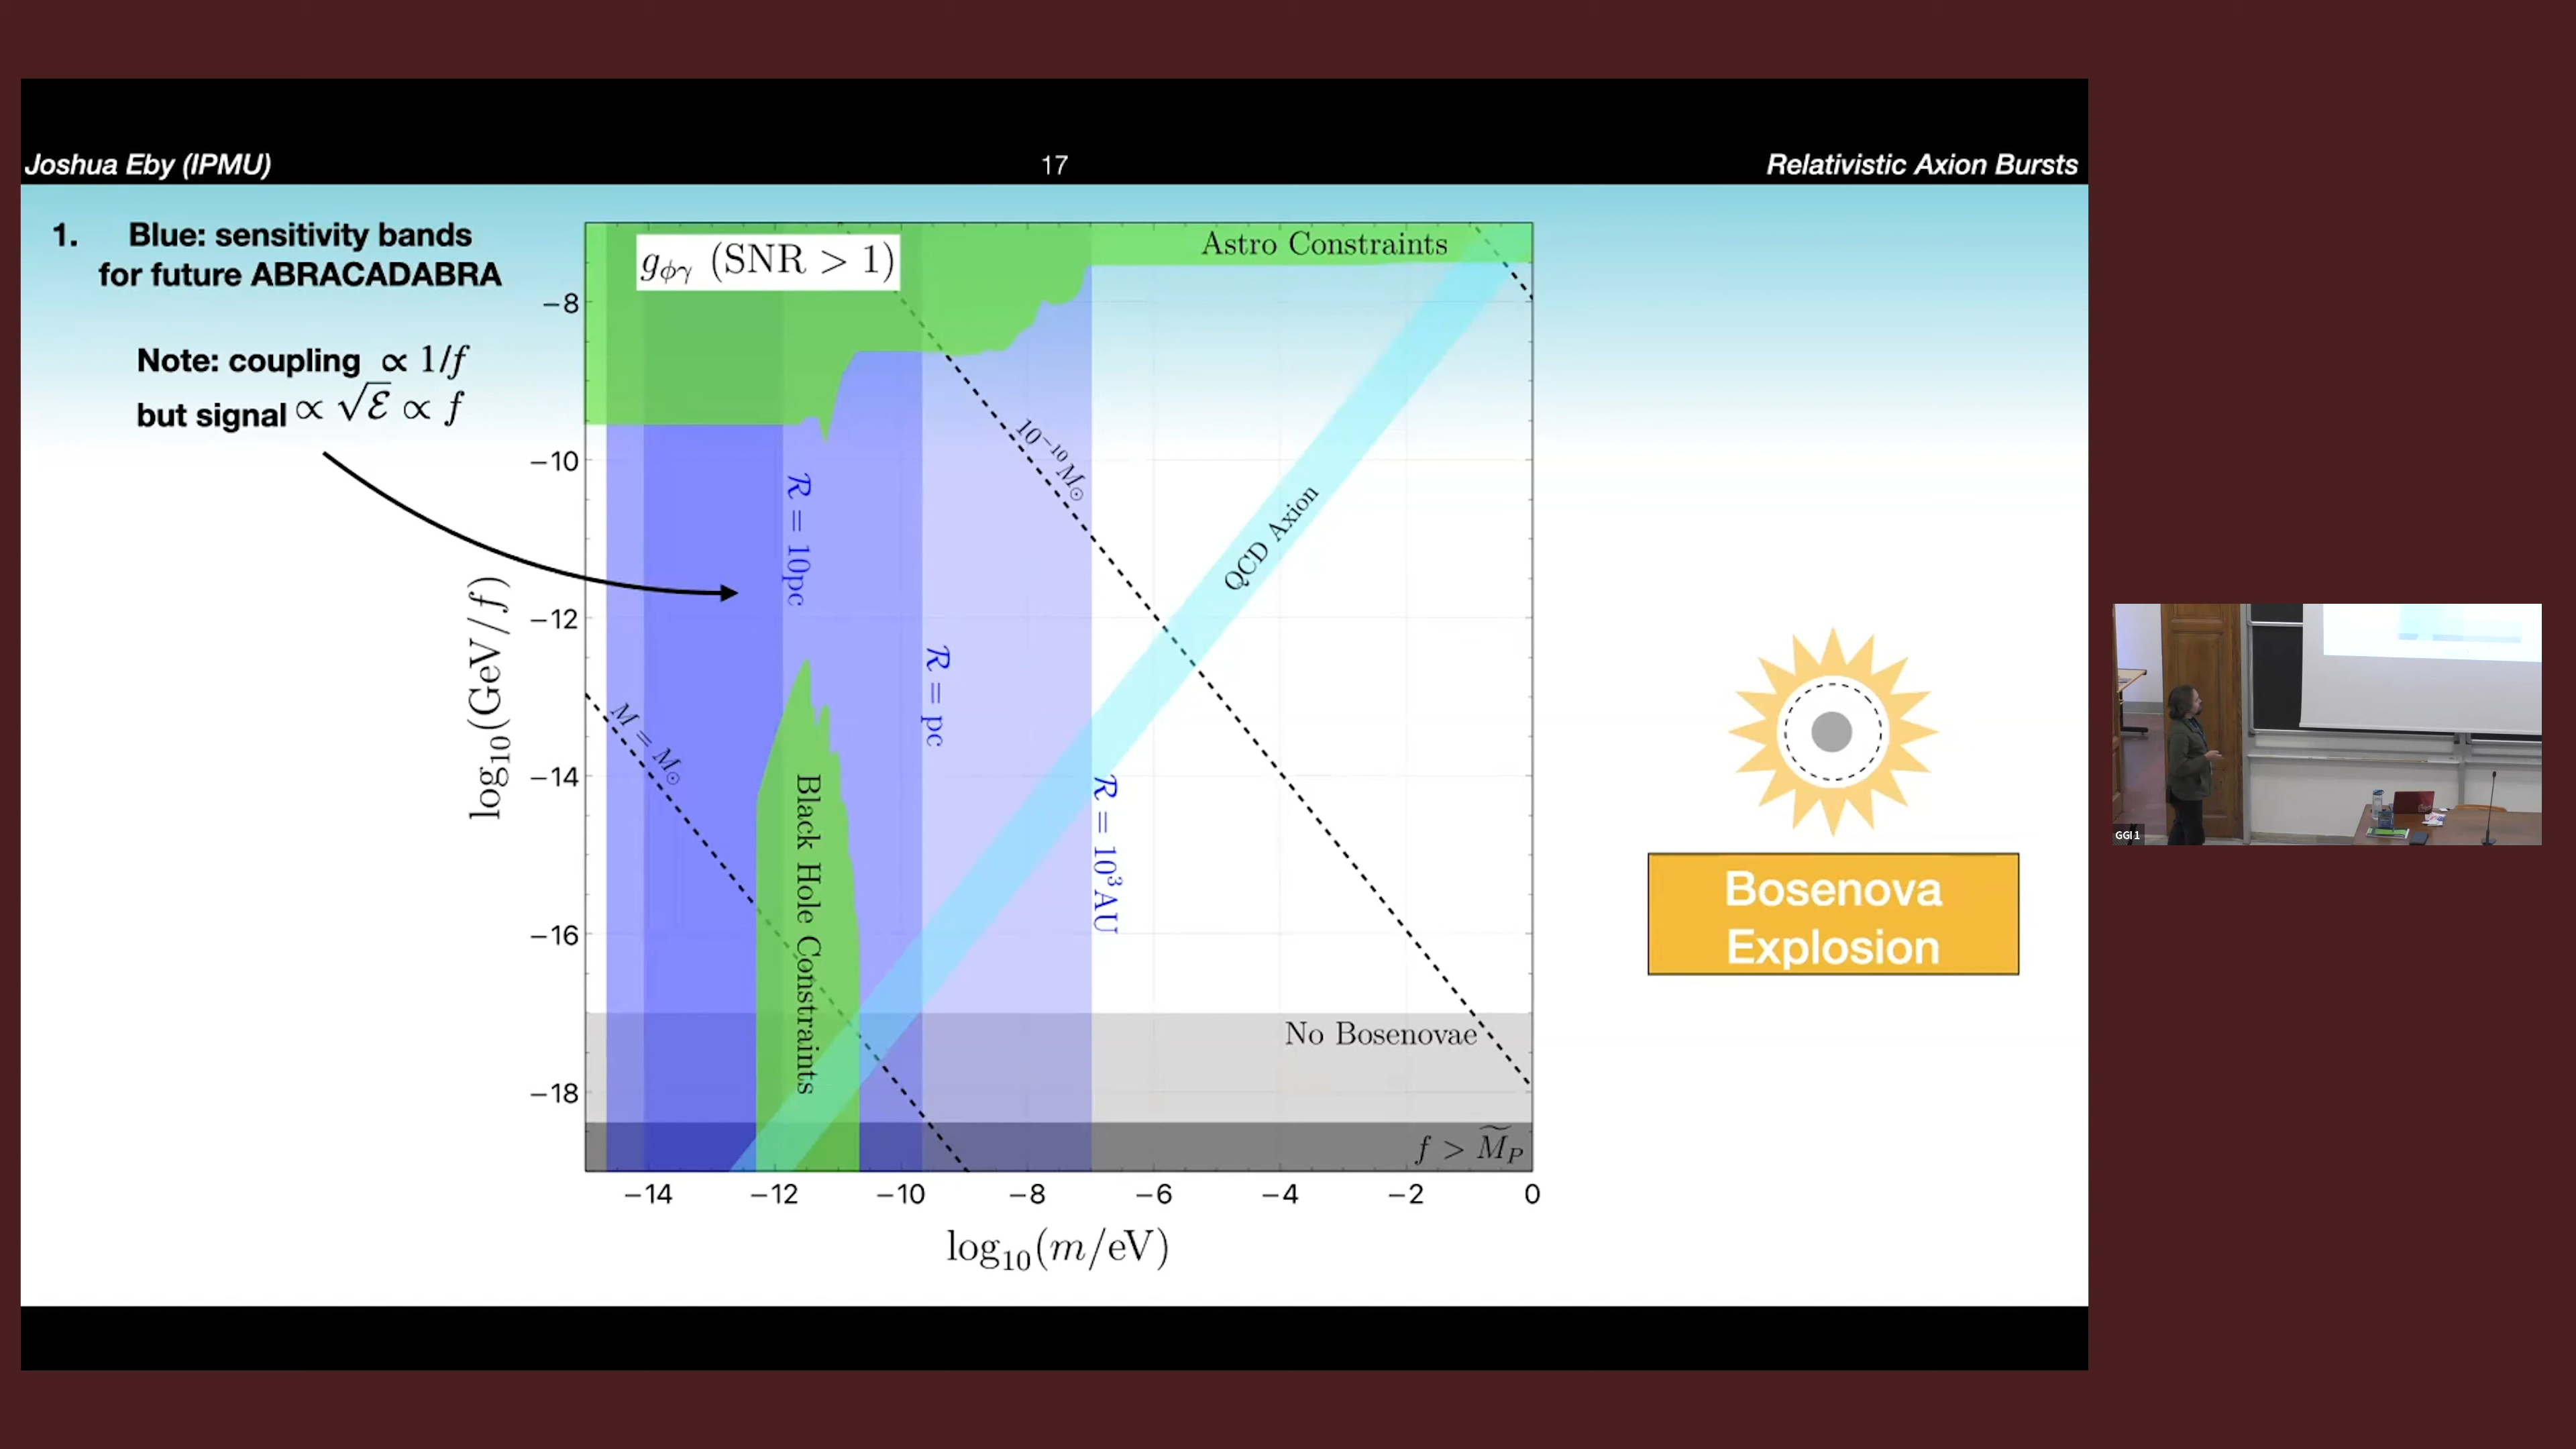 Joshua Eby (IPMU)
17
Relativistic Axion Bursts
1. Blue: sensitivity bands
for future ABRACADABRA
Note: coupling ∝ 1/f
but signal ∝ √ℰ ∝ f
g_{ϕγ} (SNR > 1)
Astro Constraints
10⁻¹⁰M_⊙
QCD Axion
ℛ = 10pc
ℛ = pc
ℛ = 10³AU
M = M_⊙
Black Hole Constraints
No Bosenovae
f > M̃_P
log₁₀(GeV/f)
−8
−10
−12
−14
−16
−18
−14 −12 −10 −8 −6 −4 −2 0
log₁₀(m/eV)
Bosenova
Explosion
GGI 1